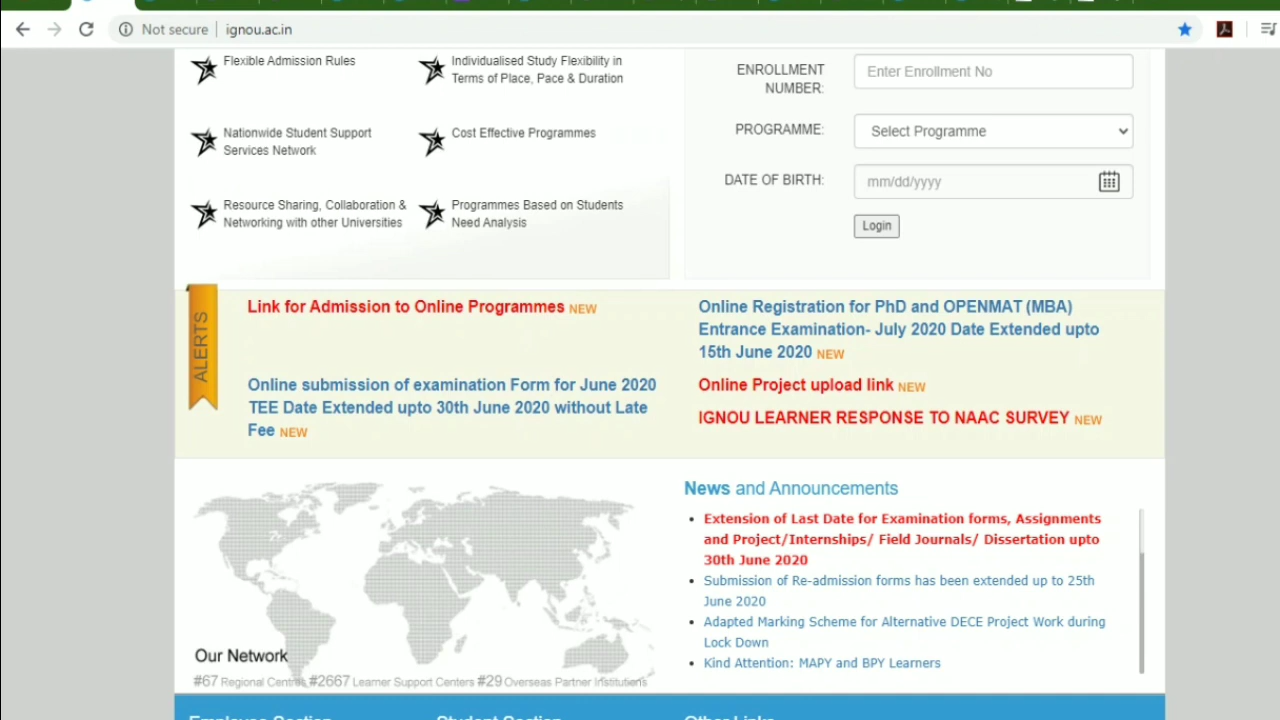 Not secure
ignou.ac.in
Flexible Admission Rules
Individualised Study Flexibility in
Terms of Place, Pace & Duration
Nationwide Student Support
Services Network
Cost Effective Programmes
Resource Sharing, Collaboration &
Networking with other Universities
Programmes Based on Students
Need Analysis
ENROLLMENT
NUMBER:
Enter Enrollment No
PROGRAMME:
Select Programme
DATE OF BIRTH:
mm/dd/yyyy
Login
ALERTS
Link for Admission to Online Programmes NEW
Online submission of examination Form for June 2020
TEE Date Extended upto 30th June 2020 without Late
Fee NEW
Online Registration for PhD and OPENMAT (MBA)
Entrance Examination- July 2020 Date Extended upto
15th June 2020 NEW
Online Project upload link NEW
IGNOU LEARNER RESPONSE TO NAAC SURVEY NEW
Our Network
#67 Regional Centres #2667 Learner Support Centers #29 Overseas Partner Institutions
News and Announcements
Extension of Last Date for Examination forms, Assignments
and Project/Internships/ Field Journals/ Dissertation upto
30th June 2020
Submission of Re-admission forms has been extended up to 25th
June 2020
Adapted Marking Scheme for Alternative DECE Project Work during
Lock Down
Kind Attention: MAPY and BPY Learners
Employee Section
Student Section
Other Links